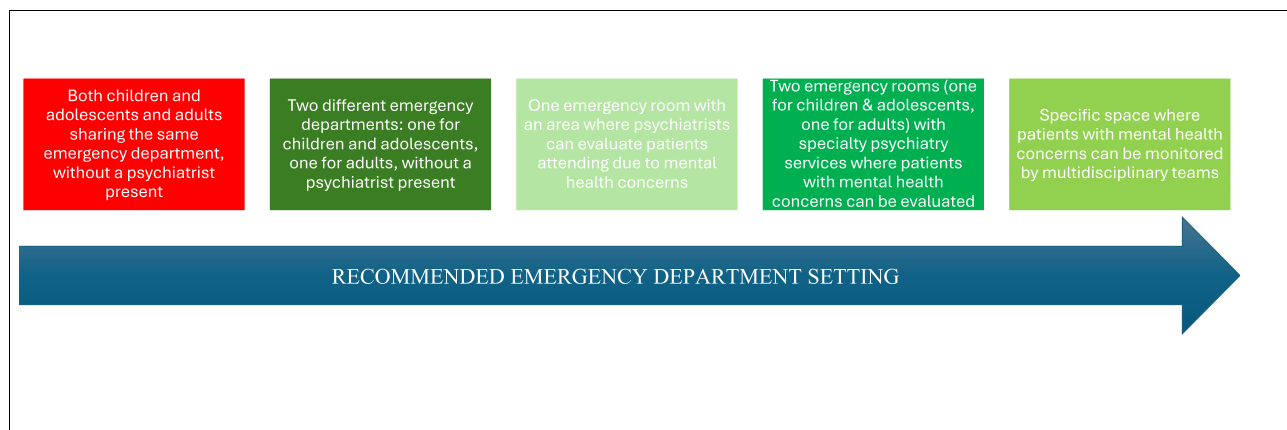 Both children and
adolescents and adults
sharing the same
emergency department,
without a psychiatrist
present
Two different emergency
departments: one for
children and adolescents,
one for adults, without a
psychiatrist present
One emergency room with
an area where psychiatrists
can evaluate patients
attending due to mental
health concerns
Two emergency rooms (one
for children & adolescents,
one for adults) with
specialty psychiatry
services where patients
with mental health
concerns can be evaluated
Specific space where
patients with mental health
concerns can be monitored
by multidisciplinary teams
RECOMMENDED EMERGENCY DEPARTMENT SETTING